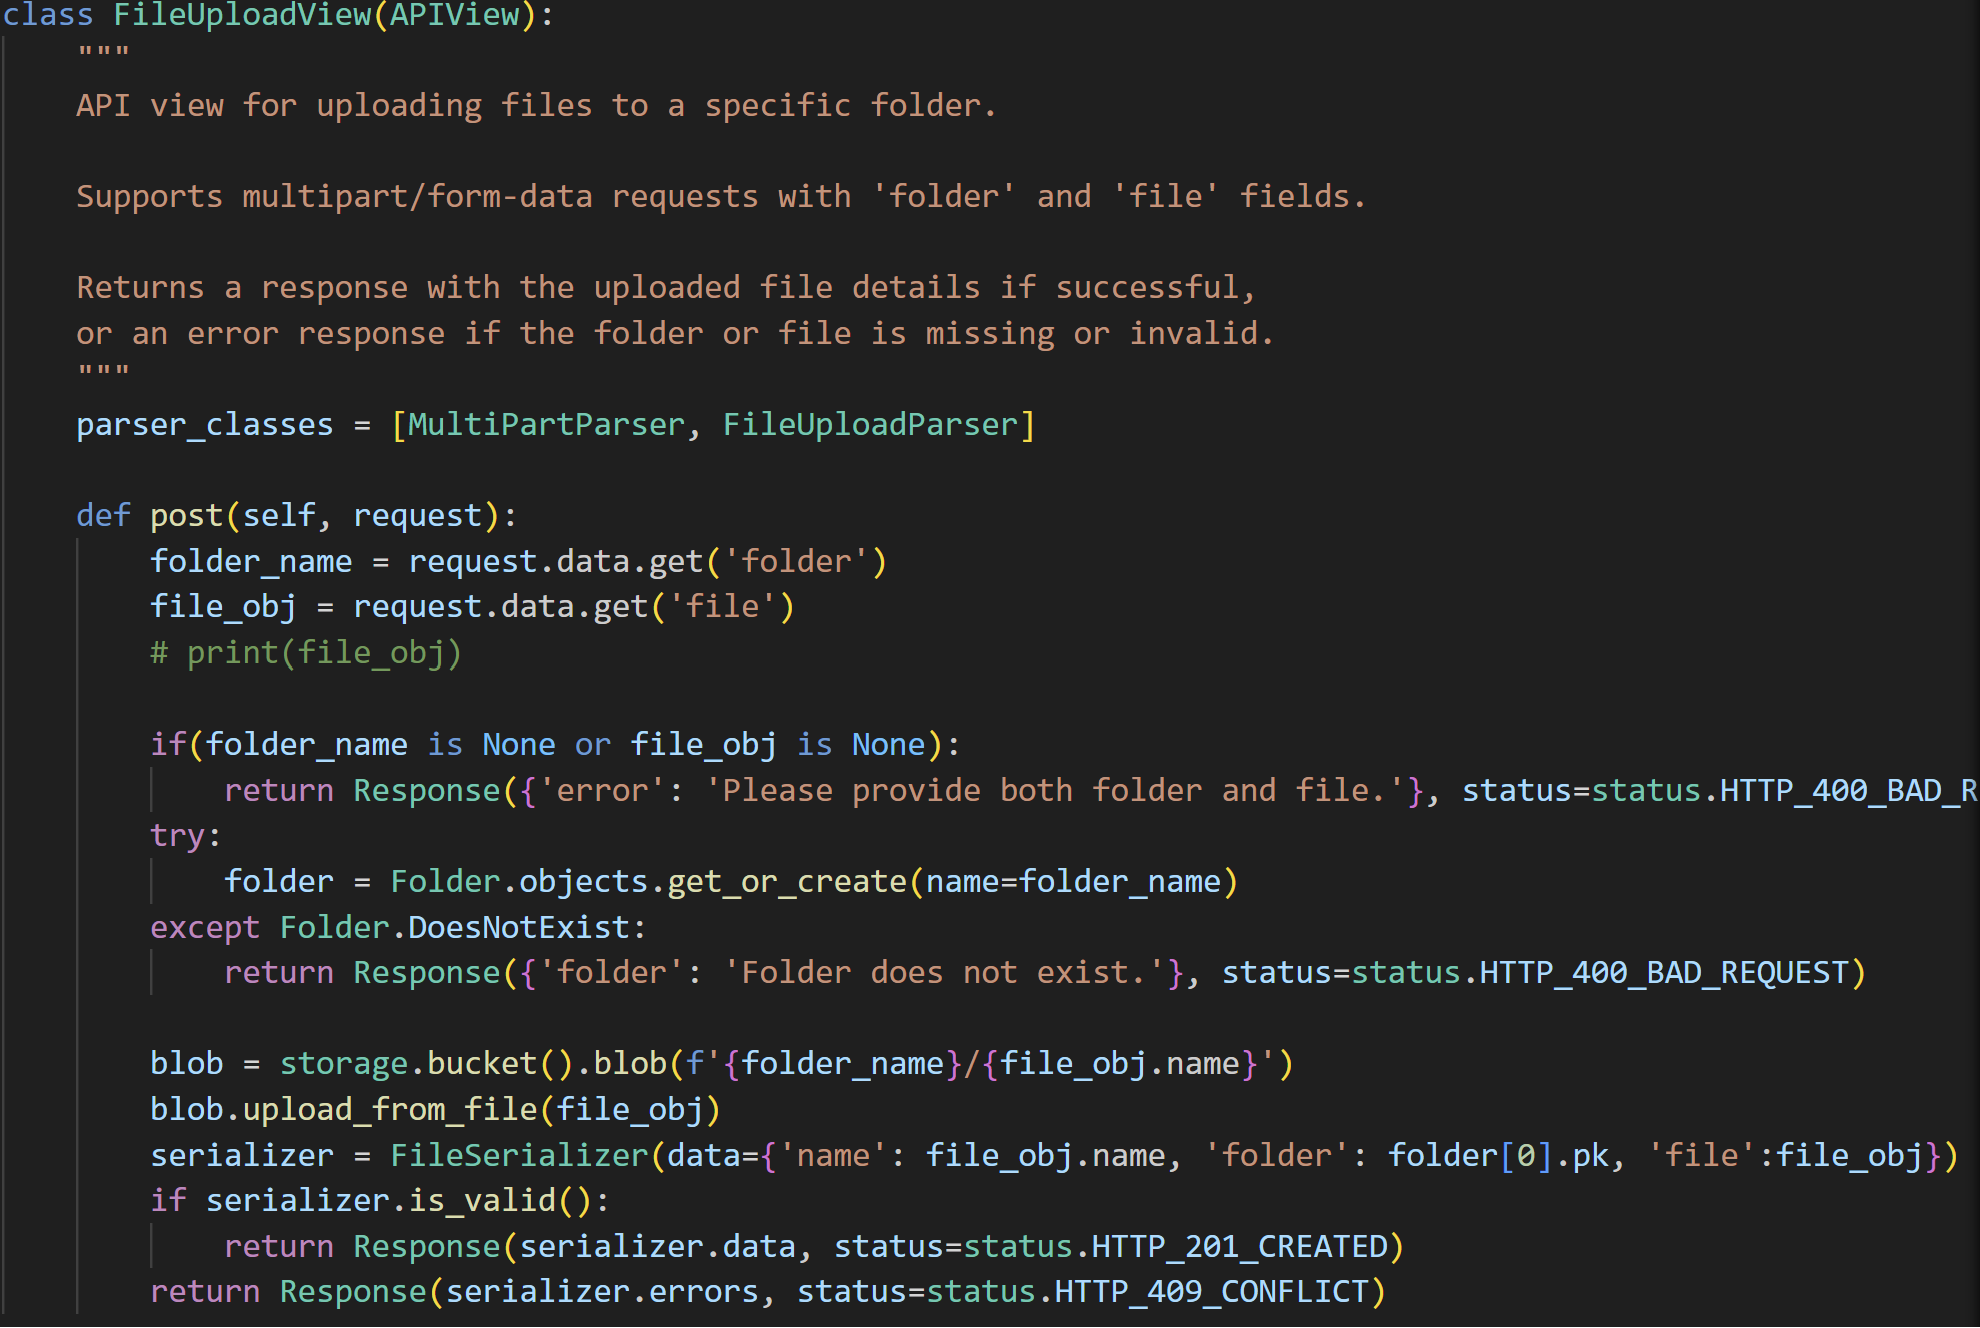 class FileUploadView(APIView):
    """
    API view for uploading files to a specific folder.

    Supports multipart/form-data requests with 'folder' and 'file' fields.

    Returns a response with the uploaded file details if successful,
    or an error response if the folder or file is missing or invalid.
    """
    parser_classes = [MultiPartParser, FileUploadParser]

    def post(self, request):
        folder_name = request.data.get('folder')
        file_obj = request.data.get('file')
        # print(file_obj)

        if(folder_name is None or file_obj is None):
            return Response({'error': 'Please provide both folder and file.'}, status=status.HTTP_400_BAD_R
        try:
            folder = Folder.objects.get_or_create(name=folder_name)
        except Folder.DoesNotExist:
            return Response({'folder': 'Folder does not exist.'}, status=status.HTTP_400_BAD_REQUEST)

        blob = storage.bucket().blob(f'{folder_name}/{file_obj.name}')
        blob.upload_from_file(file_obj)
        serializer = FileSerializer(data={'name': file_obj.name, 'folder': folder[0].pk, 'file':file_obj})
        if serializer.is_valid():
            return Response(serializer.data, status=status.HTTP_201_CREATED)
        return Response(serializer.errors, status=status.HTTP_409_CONFLICT)